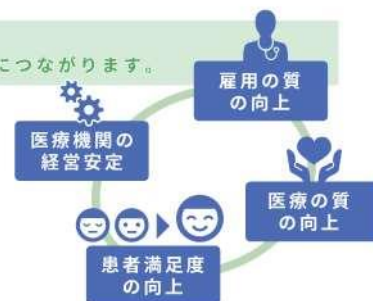 につながります。
雇用の質
の向上
医療機関の
経営安定
医療の質
の向上
患者満足度
の向上